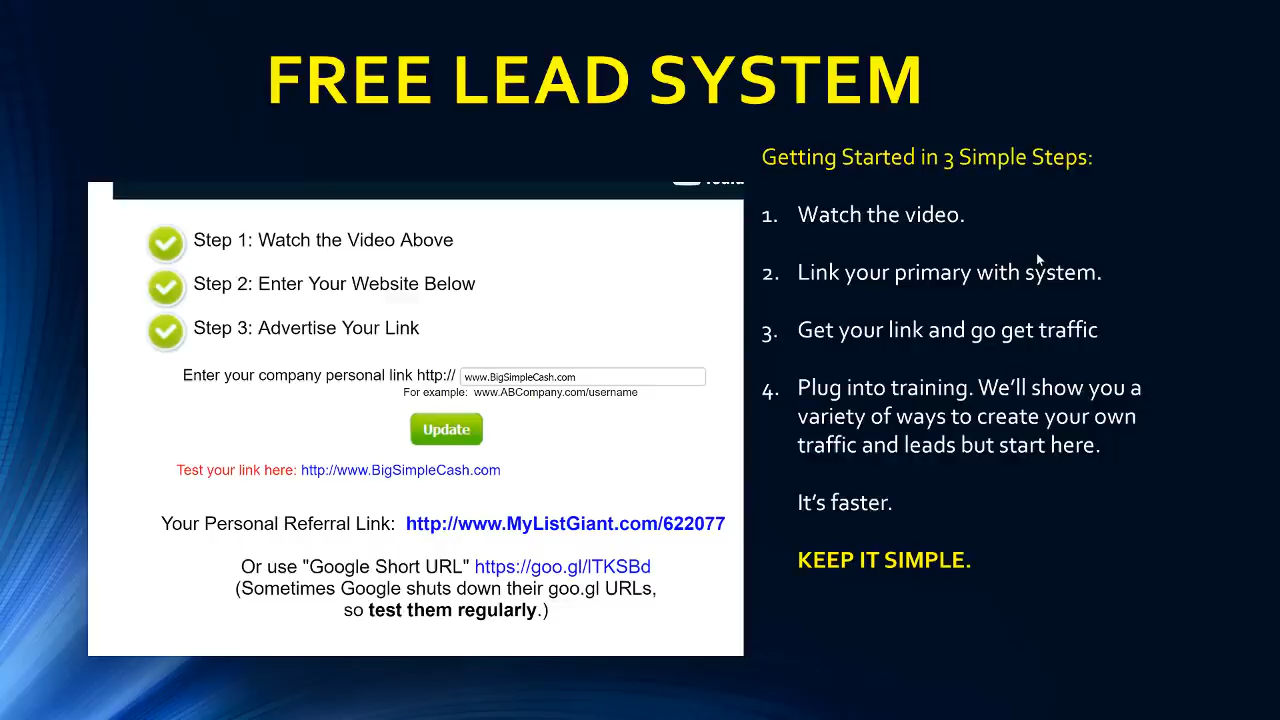 FREE LEAD SYSTEM
Getting Started in 3 Simple Steps:
1. Watch the video.
2. Link your primary with system.
3. Get your link and go get traffic
4. Plug into training. We'll show you a
variety of ways to create your own
traffic and leads but start here.
It's faster.
KEEP IT SIMPLE.
Step 1: Watch the Video Above
Step 2: Enter Your Website Below
Step 3: Advertise Your Link
Enter your company personal link http:// www.BigSimpleCash.com
For example: www.ABCompany.com/username
Update
Test your link here: http://www.BigSimpleCash.com
Your Personal Referral Link: http://www.MyListGiant.com/622077
Or use "Google Short URL" https://goo.gl/lTKSBd
(Sometimes Google shuts down their goo.gl URLs,
so test them regularly.)